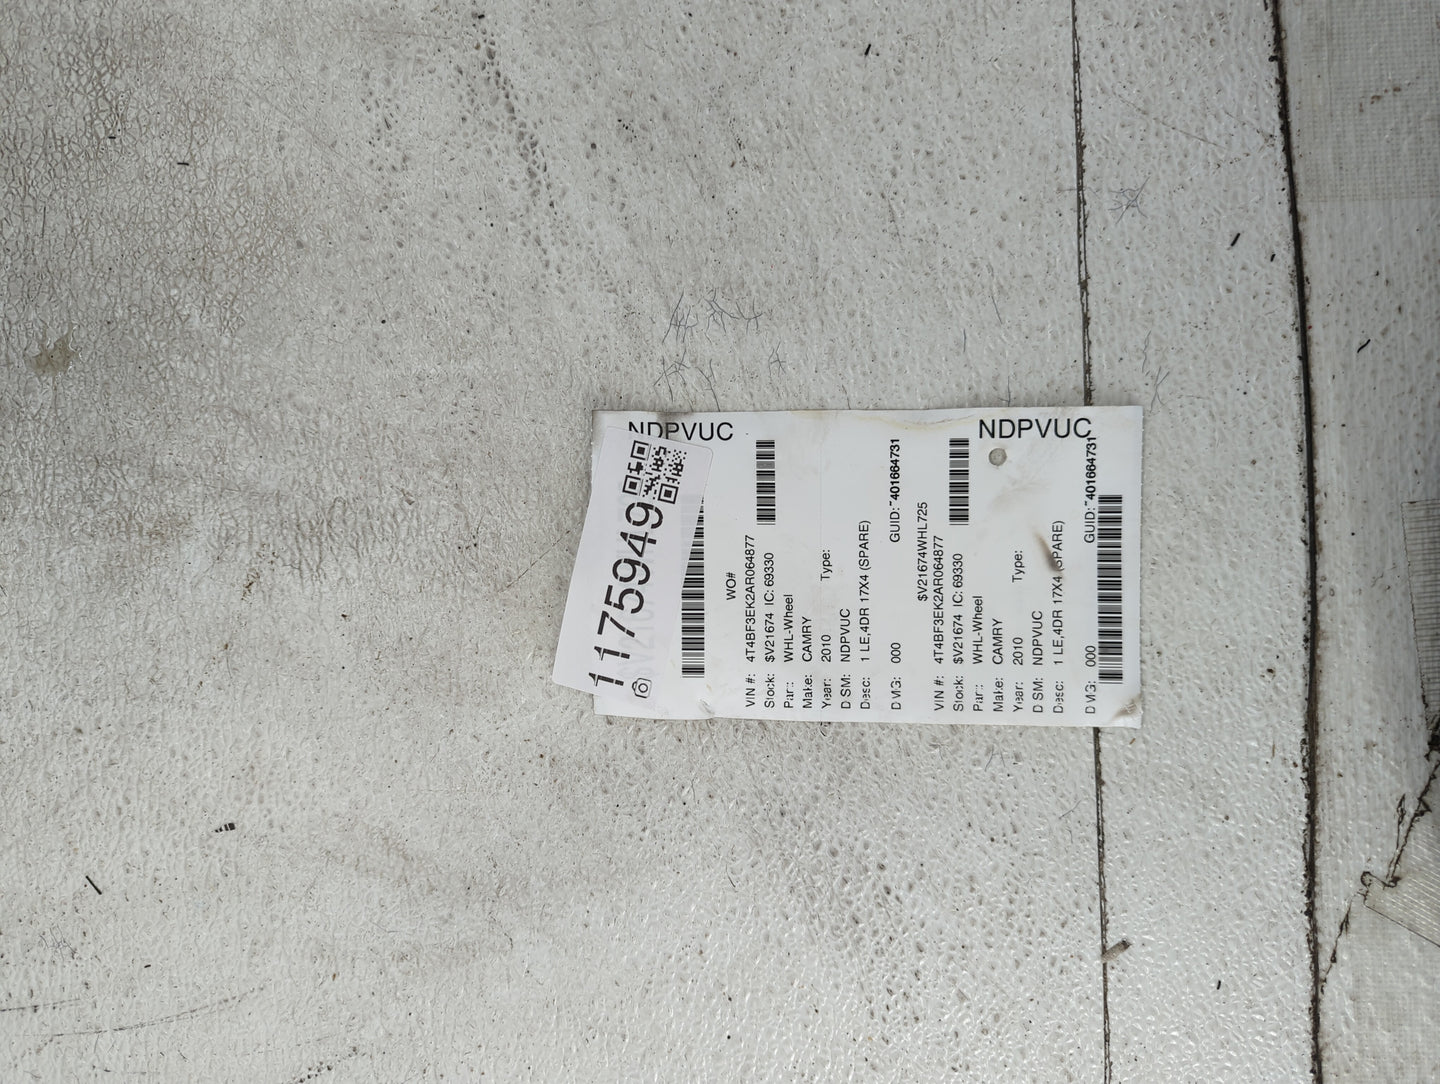 NDPVUC
1175949
WO#
VIN #: 4T4BF3EK2AR064877
Stock: $V21674 IC: 69330
Part: WHL-Wheel
Make: CAMRY
Year: 2010 Type:
DISM: NDPVUC
Desc: 1 LE,4DR 17X4 (SPARE)
DMG: 000 GUID: 401664731
NDPVUC
$V21674WHL725
VIN #: 4T4BF3EK2AR064877
Stock: $V21674 IC: 69330
Part: WHL-Wheel
Make: CAMRY
Year: 2010 Type:
DISM: NDPVUC
Desc: 1 LE,4DR 17X4 (SPARE)
DMG: 000 GUID: 401664731